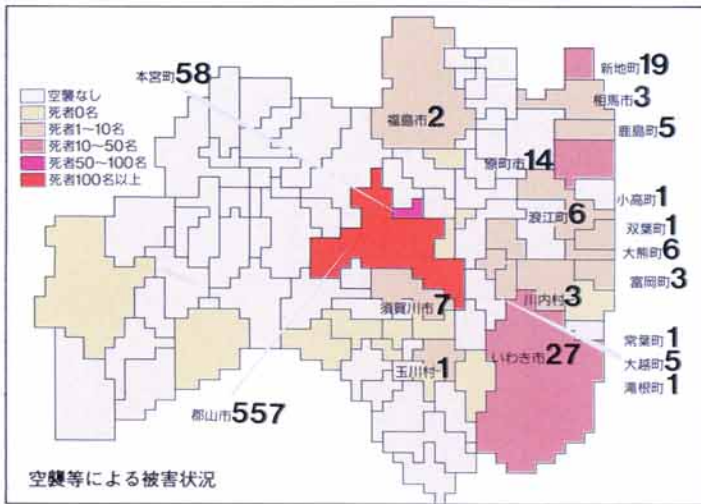 本宮町58
新地町19
空襲なし
死者0名
死者1~10名
死者10~50名
死者50~100名
死者100名以上
福島市2
相馬市3
鹿島町5
原町市14
小高町1
浪江町6
双葉町1
大熊町6
富岡町3
川内村3
須賀川市7
常葉町1
いわき市27
大越町5
玉川村1
滝根町1
郡山市557
空襲等による被害状況